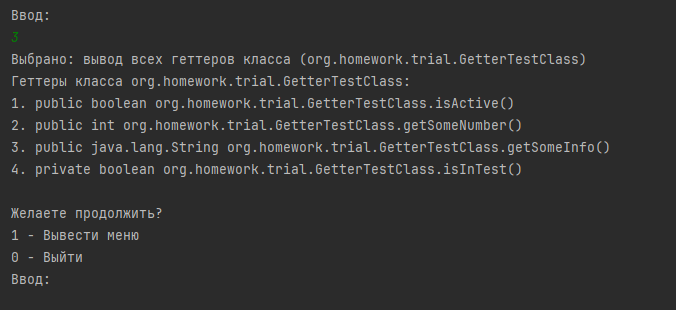 Ввод:
3
Выбрано: вывод всех геттеров класса (org.homework.trial.GetterTestClass)
Геттеры класса org.homework.trial.GetterTestClass:
1. public boolean org.homework.trial.GetterTestClass.isActive()
2. public int org.homework.trial.GetterTestClass.getSomeNumber()
3. public java.lang.String org.homework.trial.GetterTestClass.getSomeInfo()
4. private boolean org.homework.trial.GetterTestClass.isInTest()
Желаете продолжить?
1 - Вывести меню
0 - Выйти
Ввод: